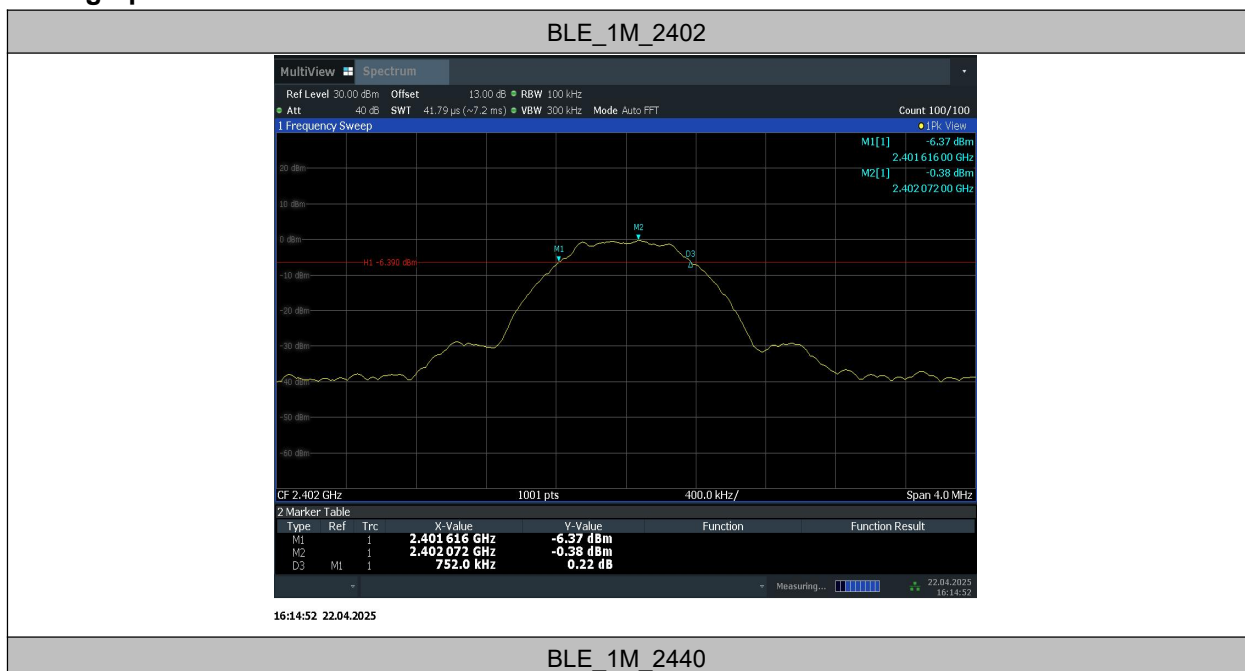 BLE_1M_2402
MultiView Spectrum
Ref Level 30.00 dBm Offset 13.00 dB RBW 100 kHz
Att 40 dB SWT 41.79 µs (~7.2 ms) VBW 300 kHz Mode Auto FFT Count 100/100
1 Frequency Sweep 1Pk View
M1[1] -6.37 dBm
2.401 616 00 GHz
M2[1] -0.38 dBm
2.402 072 00 GHz
20 dBm
10 dBm
0 dBm
M2
M1
D3
H1 -6.390 dBm
-10 dBm
-20 dBm
-30 dBm
-40 dBm
-50 dBm
-60 dBm
CF 2.402 GHz 1001 pts 400.0 kHz/ Span 4.0 MHz
2 Marker Table
Type Ref Trc X-Value Y-Value Function Function Result
M1 1 2.401 616 GHz -6.37 dBm
M2 1 2.402 072 GHz -0.38 dBm
D3 M1 1 752.0 kHz 0.22 dB
Measuring... 22.04.2025
16:14:52
16:14:52 22.04.2025
BLE_1M_2440